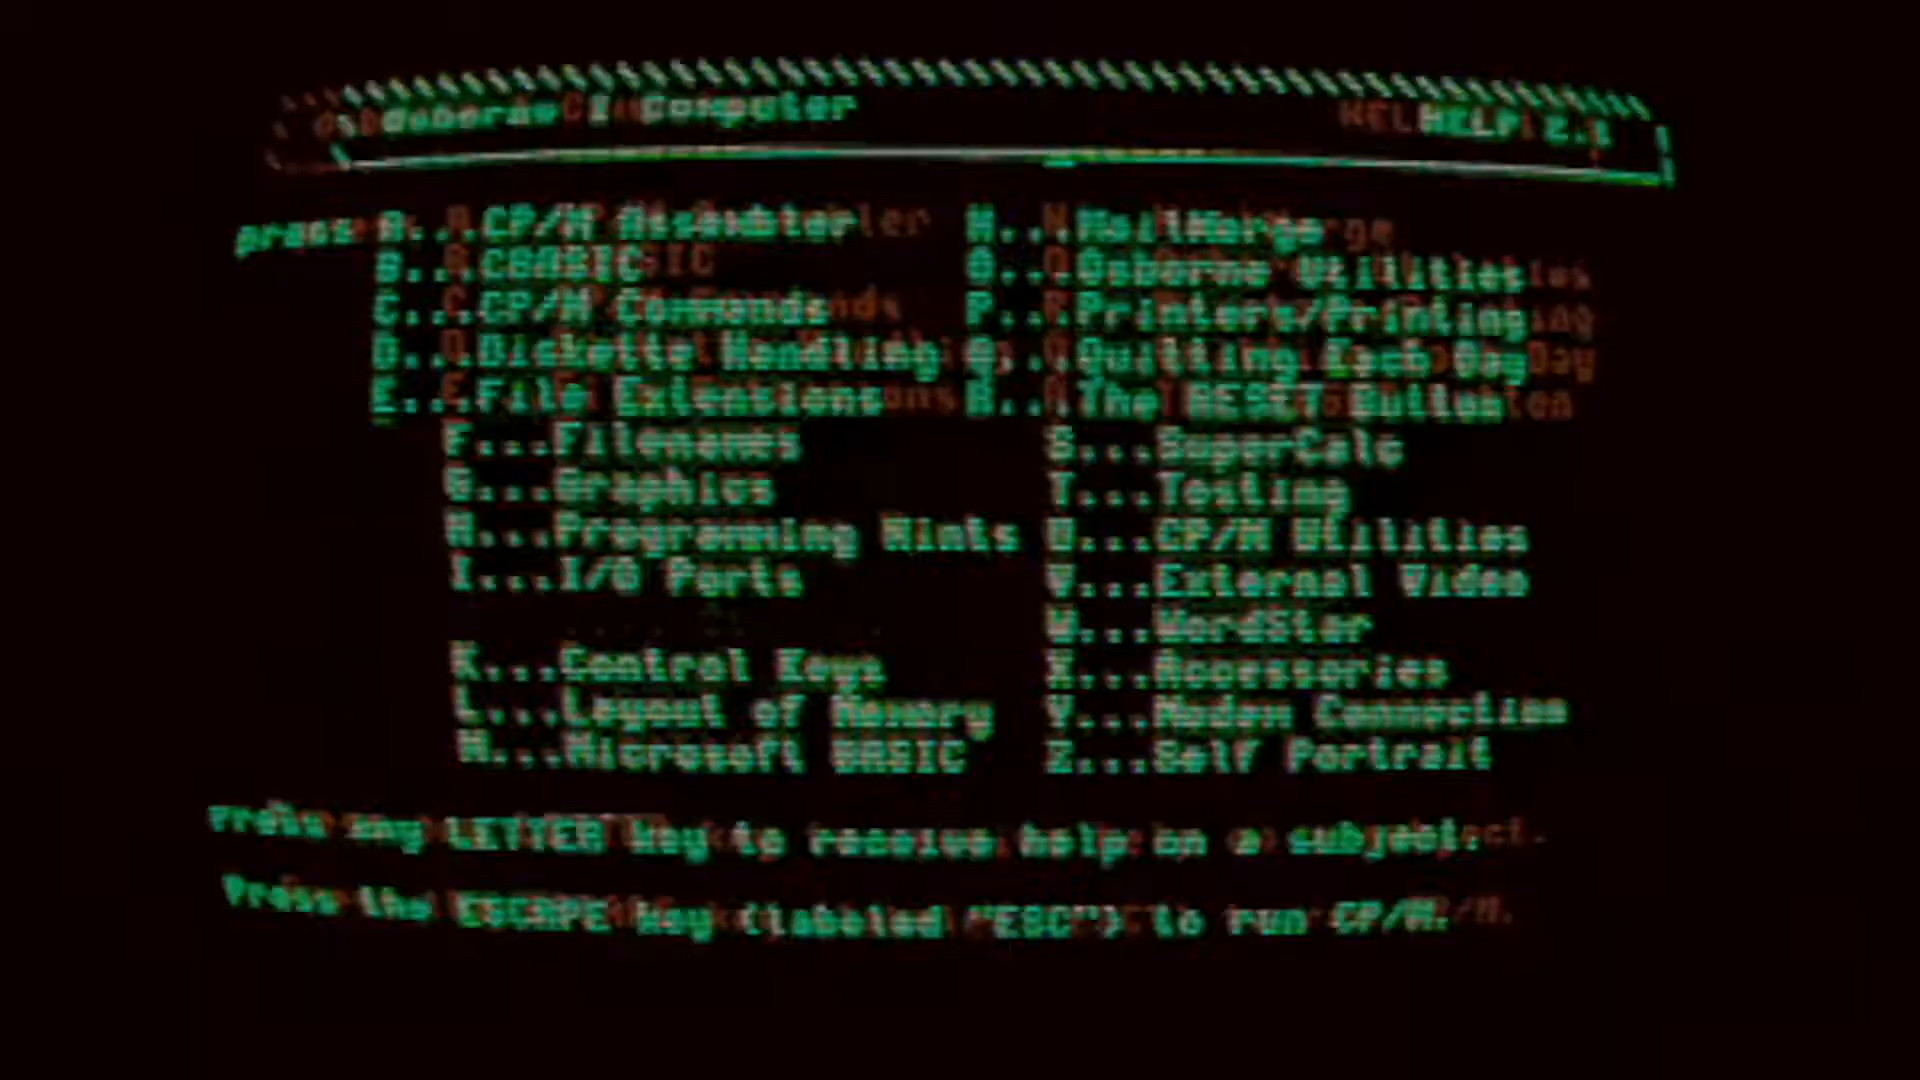 Osborne I Computer HELP 2.1
press A...CP/M Assembler M...MailMerge
B...CBASIC O...Osborne Utilities
C...CP/M Commands P...Printers/Printing
D...Diskette Handling Q...Quitting Each Day
E...File Extensions R...The RESET Button
F...Filenames S...SuperCalc
G...Graphics T...Testing
H...Programming Hints U...CP/M Utilities
I...I/O Ports V...External Video
W...WordStar
K...Control Keys X...Accessories
L...Layout of Memory Y...Modem Connection
M...Microsoft BASIC Z...Self Portrait
Press any LETTER key to receive help on a subject.
Press the ESCAPE key (labeled "ESC") to run CP/M.